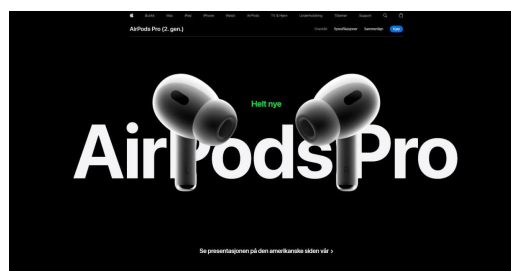 Butikk Mac iPad iPhone Watch AirPods TV & Hjem Underholdning Tilbehør Support
AirPods Pro (2. gen.)
Oversikt Spesifikasjoner Sammenlign Kjøp
Helt nye
AirPods Pro
Se presentasjonen på den amerikanske siden vår >